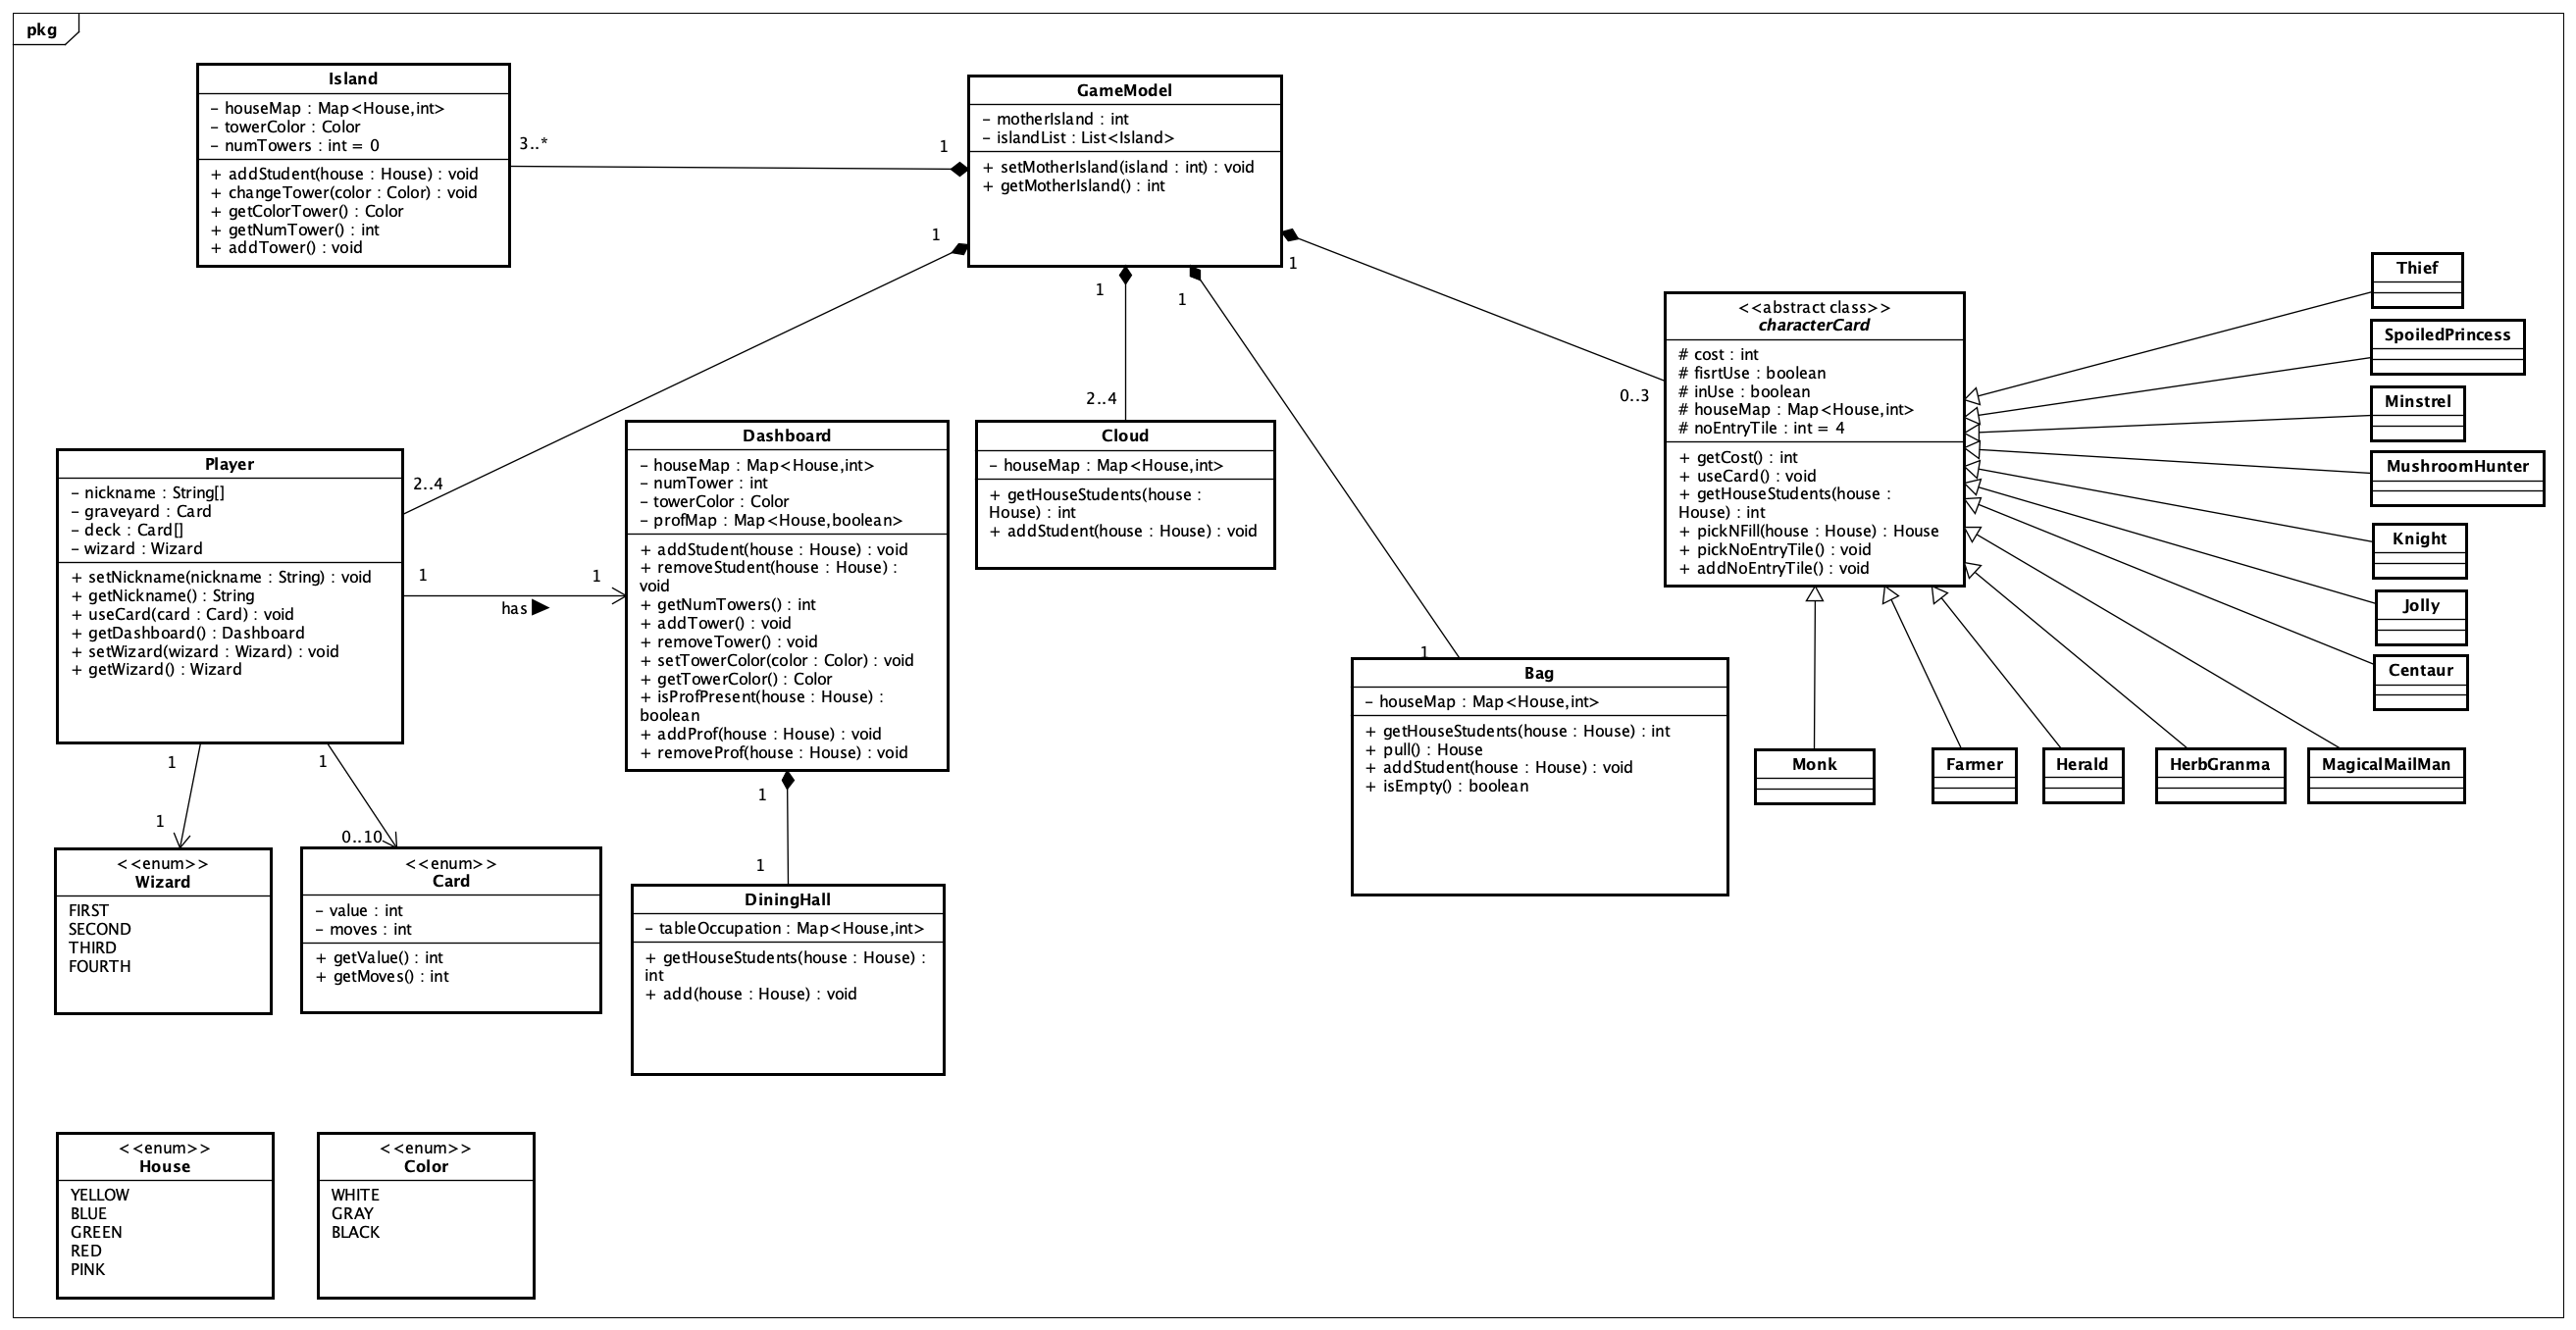 pkg
Island
– houseMap : Map<House,int>
– towerColor : Color
– numTowers : int = 0
+ addStudent(house : House) : void
+ changeTower(color : Color) : void
+ getColorTower() : Color
+ getNumTower() : int
+ addTower() : void
3..*
1
GameModel
– motherIsland : int
– islandList : List<Island>
+ setMotherIsland(island : int) : void
+ getMotherIsland() : int
1
1
1
1
2..4
2..4
1
0..3
Player
– nickname : String[]
– graveyard : Card
– deck : Card[]
– wizard : Wizard
+ setNickname(nickname : String) : void
+ getNickname() : String
+ useCard(card : Card) : void
+ getDashboard() : Dashboard
+ setWizard(wizard : Wizard) : void
+ getWizard() : Wizard
1
has
1
Dashboard
– houseMap : Map<House,int>
– numTower : int
– towerColor : Color
– profMap : Map<House,boolean>
+ addStudent(house : House) : void
+ removeStudent(house : House) :
void
+ getNumTowers() : int
+ addTower() : void
+ removeTower() : void
+ setTowerColor(color : Color) : void
+ getTowerColor() : Color
+ isProfPresent(house : House) :
boolean
+ addProf(house : House) : void
+ removeProf(house : House) : void
Cloud
– houseMap : Map<House,int>
+ getHouseStudents(house :
House) : int
+ addStudent(house : House) : void
Bag
– houseMap : Map<House,int>
+ getHouseStudents(house : House) : int
+ pull() : House
+ addStudent(house : House) : void
+ isEmpty() : boolean
<<abstract class>>
characterCard
# cost : int
# fisrtUse : boolean
# inUse : boolean
# houseMap : Map<House,int>
# noEntryTile : int = 4
+ getCost() : int
+ useCard() : void
+ getHouseStudents(house :
House) : int
+ pickNFill(house : House) : House
+ pickNoEntryTile() : void
+ addNoEntryTile() : void
Thief
SpoiledPrincess
Minstrel
MushroomHunter
Knight
Jolly
Centaur
Monk
Farmer
Herald
HerbGranma
MagicalMailMan
1
1
1
0..10
1
1
<<enum>>
Wizard
FIRST
SECOND
THIRD
FOURTH
<<enum>>
Card
– value : int
– moves : int
+ getValue() : int
+ getMoves() : int
DiningHall
– tableOccupation : Map<House,int>
+ getHouseStudents(house : House) :
int
+ add(house : House) : void
<<enum>>
House
YELLOW
BLUE
GREEN
RED
PINK
<<enum>>
Color
WHITE
GRAY
BLACK